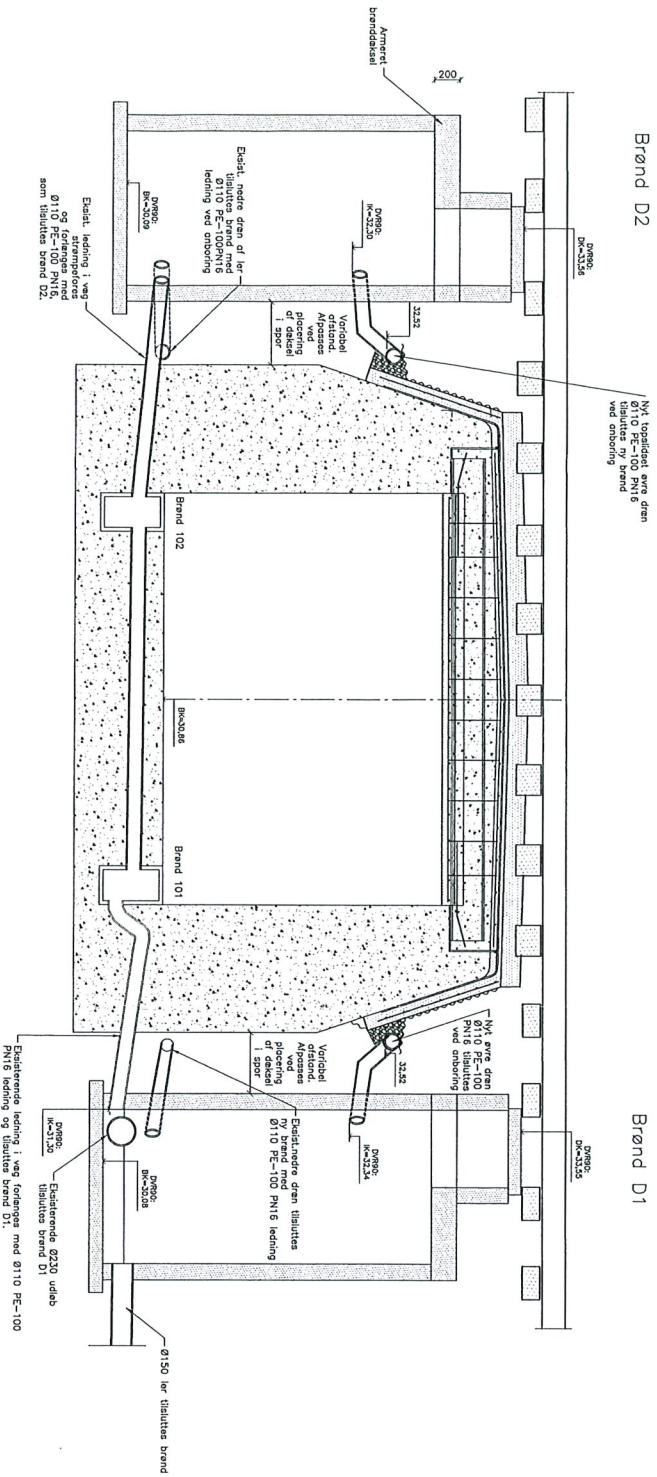 Brønd D2
Brønd D1
Armeret
brønddæksel
200
DVR90:
DK=33,56
Nyt topslidset øvre dræn
Ø110 PE-100 PN16
tilsluttes ny brønd
ved anboring
DVR90:
DK=33,55
DVR90:
IK=32,30
32,52
Variabel
afstand.
Afpasses
ved
placering
af dæksel
i spor
Nyt øvre dræn
Ø110 PE-100
PN16 tilsluttes
ved anboring
32,52
DVR90:
IK=32,34
Variabel
afstand.
Afpasses
ved
placering
af dæksel
i spor
Eksist. nedre dræn af ler
tilsluttes brønd med
Ø110 PE-100PN16
ledning ved anboring
DVR90:
BK=30,09
Eksist. ledning i væg
strømpefores
og forlænges med
Ø110 PE-100 PN16,
som tilsluttes brønd D2.
Brønd 102
BK=30,86
Brønd 101
Eksist.nedre dræn tilsluttes
ny brønd med
Ø110 PE-100 PN16 ledning
DVR90:
BK=30,08
DVR90:
IK=31,30
Eksisterende Ø230 udløb
tilsluttes brønd D1
Eksisterende ledning i væg forlænges med Ø110 PE-100
PN16 ledning og tilsuttes brønd D1.
Ø150 ler tilsluttes brønd